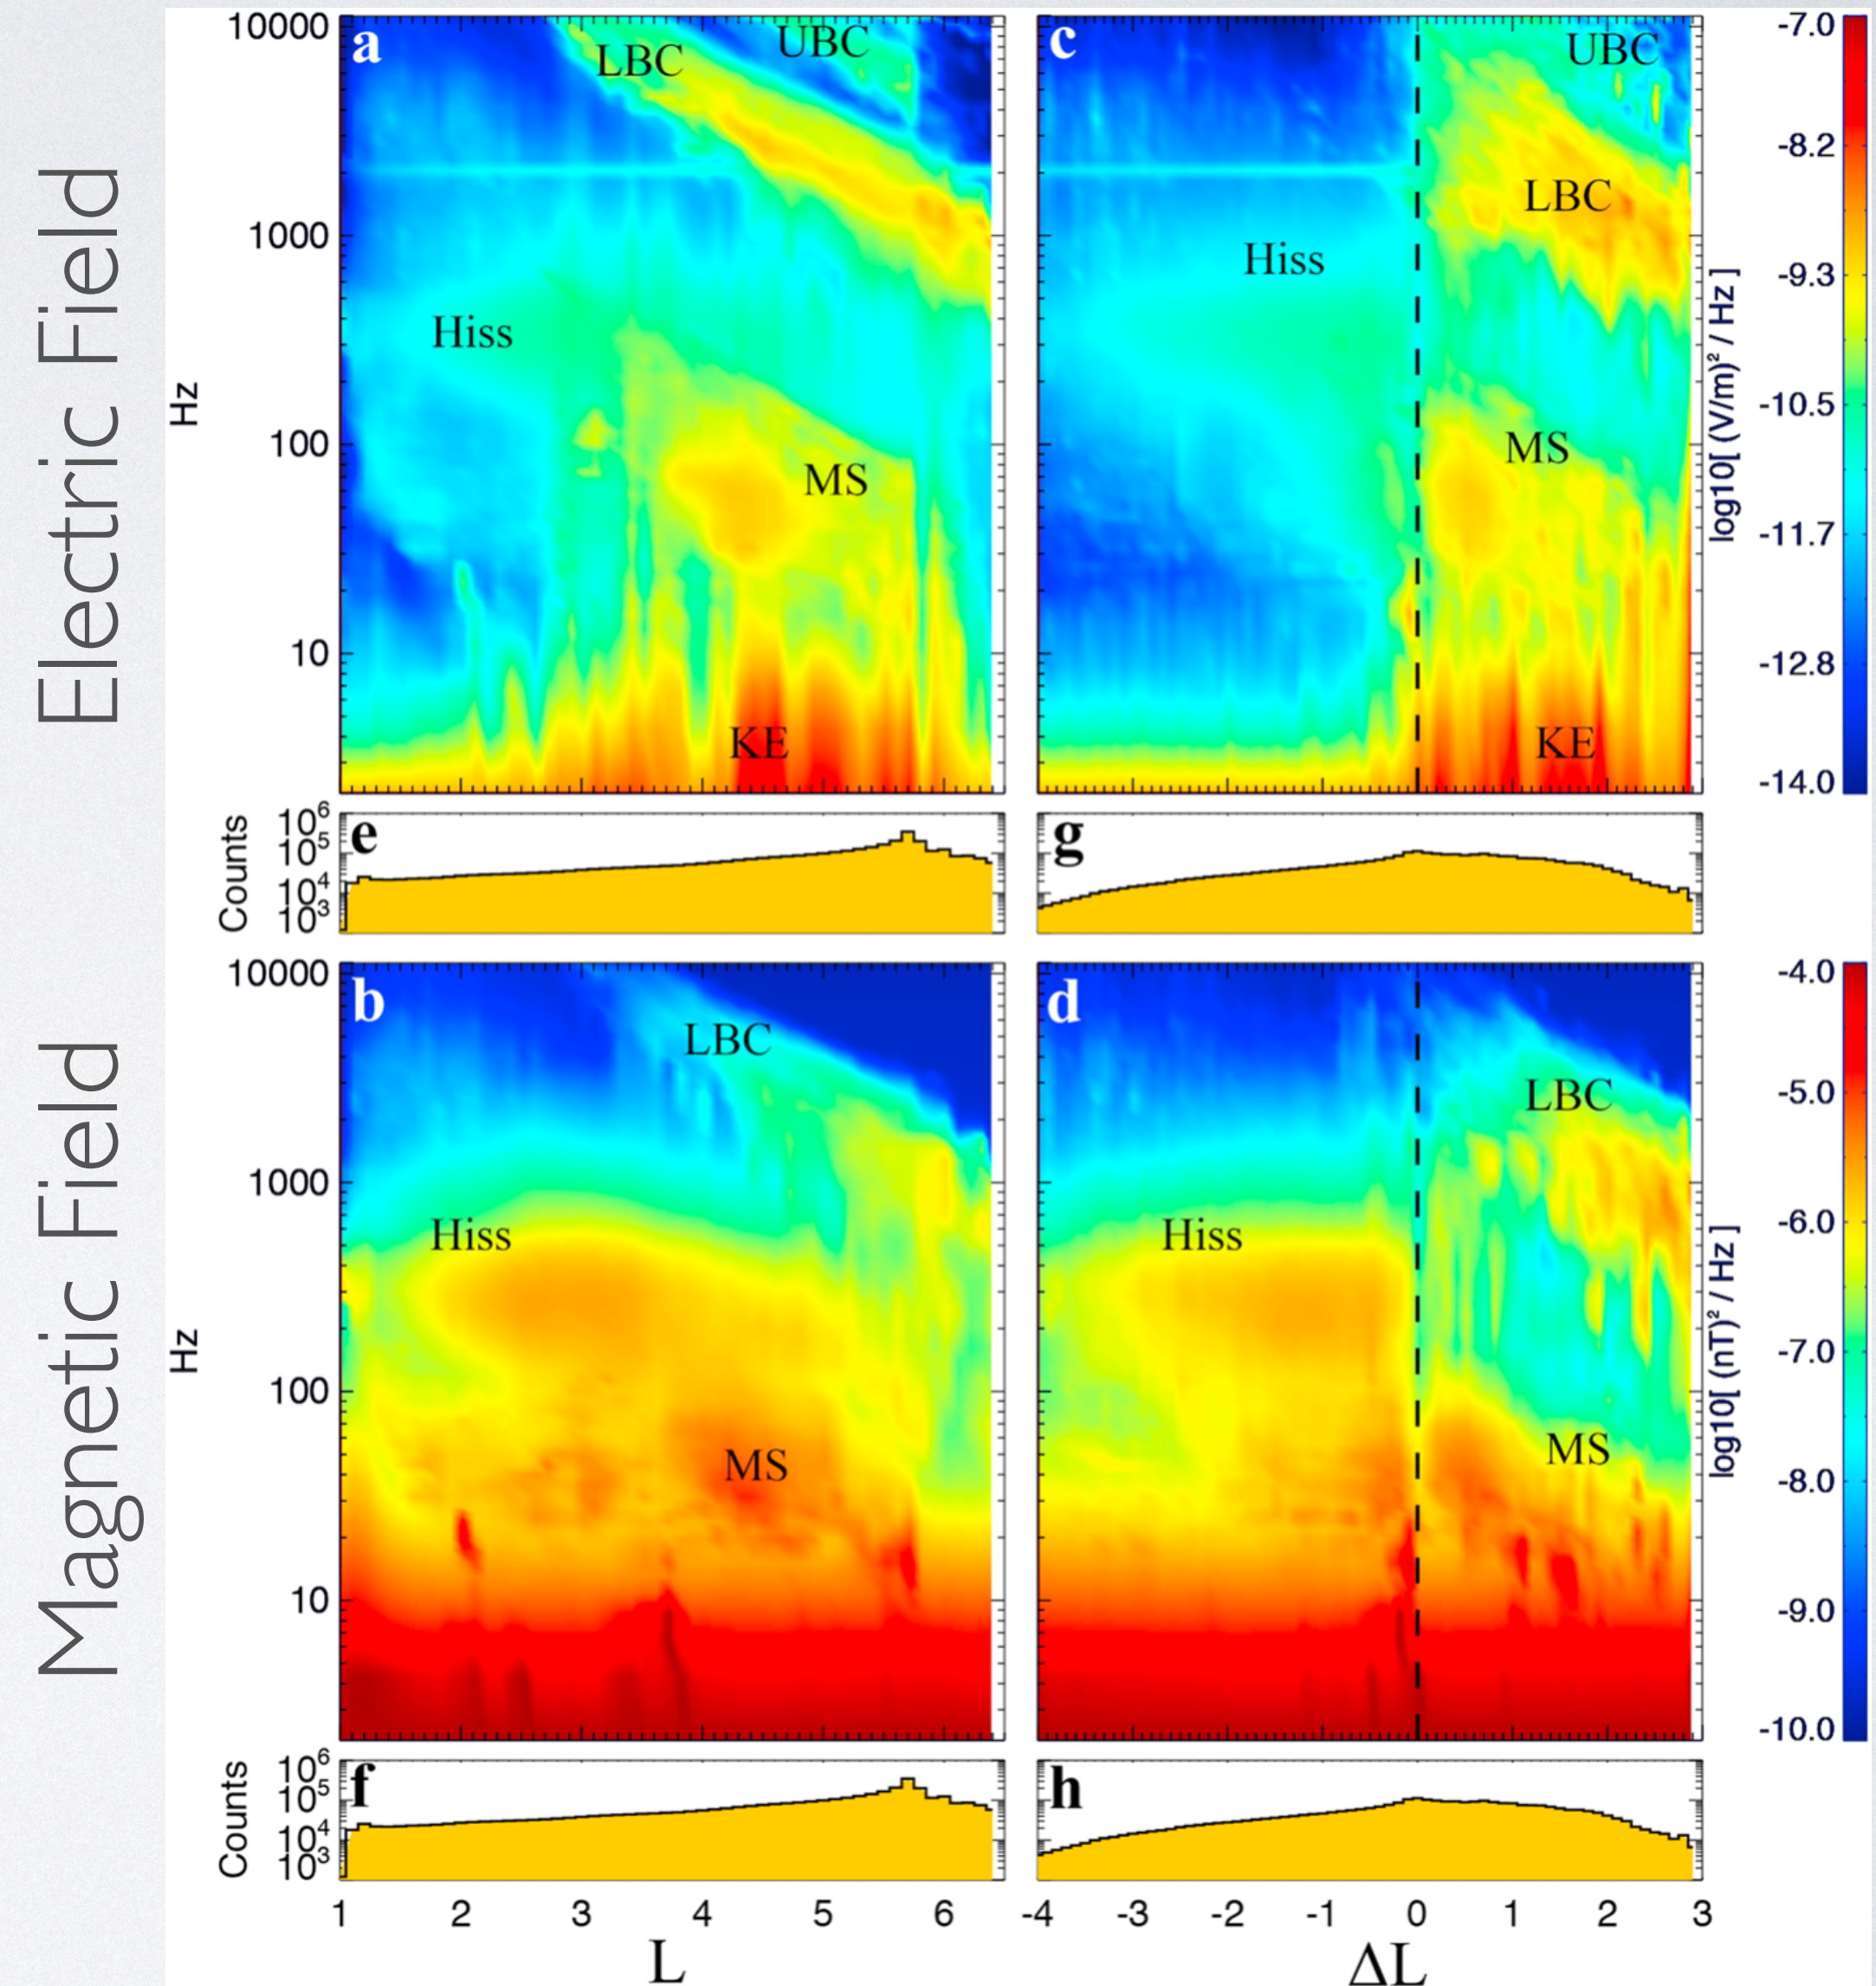 Electric Field
Magnetic Field
a
LBC
UBC
Hiss
MS
KE
Hz
10000
1000
100
10
c
UBC
LBC
Hiss
MS
KE
log10[ (V/m)² / Hz ]
-7.0
-8.2
-9.3
-10.5
-11.7
-12.8
-14.0
e
Counts
10⁶
10⁵
10⁴
10³
g
b
LBC
Hiss
MS
Hz
10000
1000
100
10
d
LBC
Hiss
MS
log10[ (nT)² / Hz ]
-4.0
-5.0
-6.0
-7.0
-8.0
-9.0
-10.0
f
Counts
10⁶
10⁵
10⁴
10³
h
1 2 3 4 5 6
L
-4 -3 -2 -1 0 1 2 3
ΔL